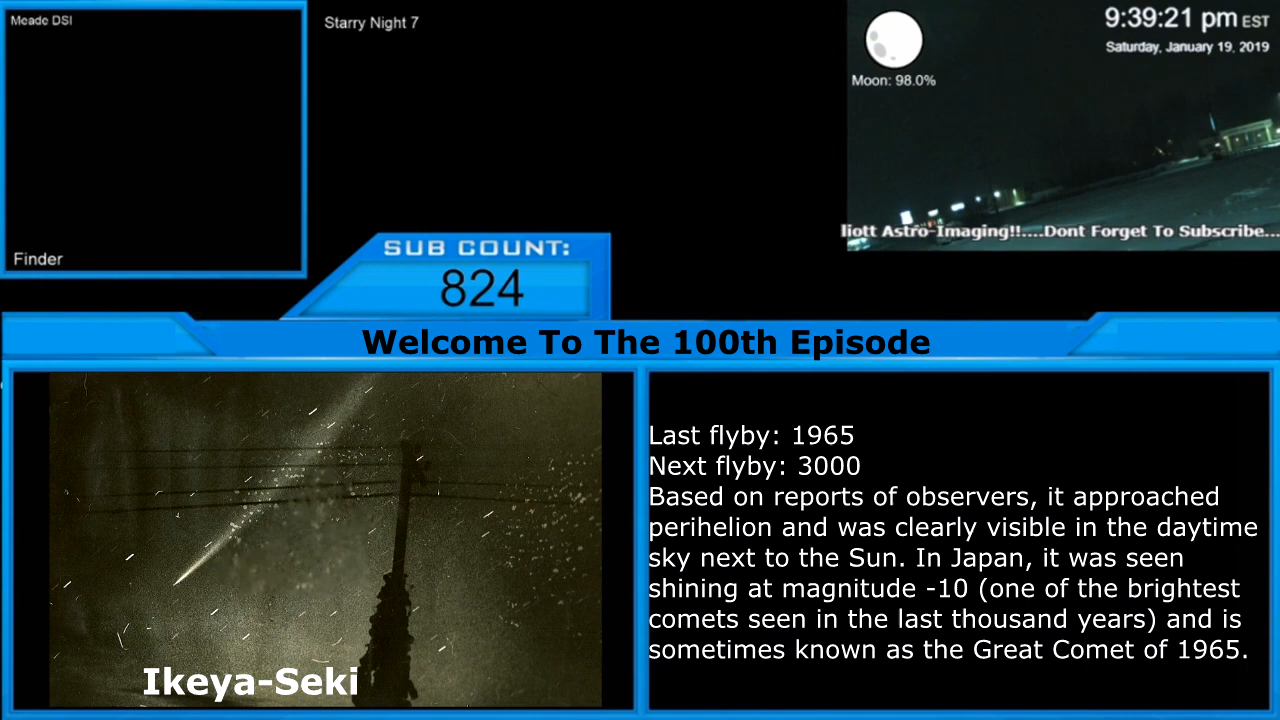 Meade DSI
Finder
Starry Night 7
9:39:21 pm EST
Saturday, January 19, 2019
Moon: 98.0%
liott Astro-Imaging!!....Dont Forget To Subscribe...
SUB COUNT:
824
Welcome To The 100th Episode
Ikeya-Seki
Last flyby: 1965
Next flyby: 3000
Based on reports of observers, it approached
perihelion and was clearly visible in the daytime
sky next to the Sun. In Japan, it was seen
shining at magnitude -10 (one of the brightest
comets seen in the last thousand years) and is
sometimes known as the Great Comet of 1965.